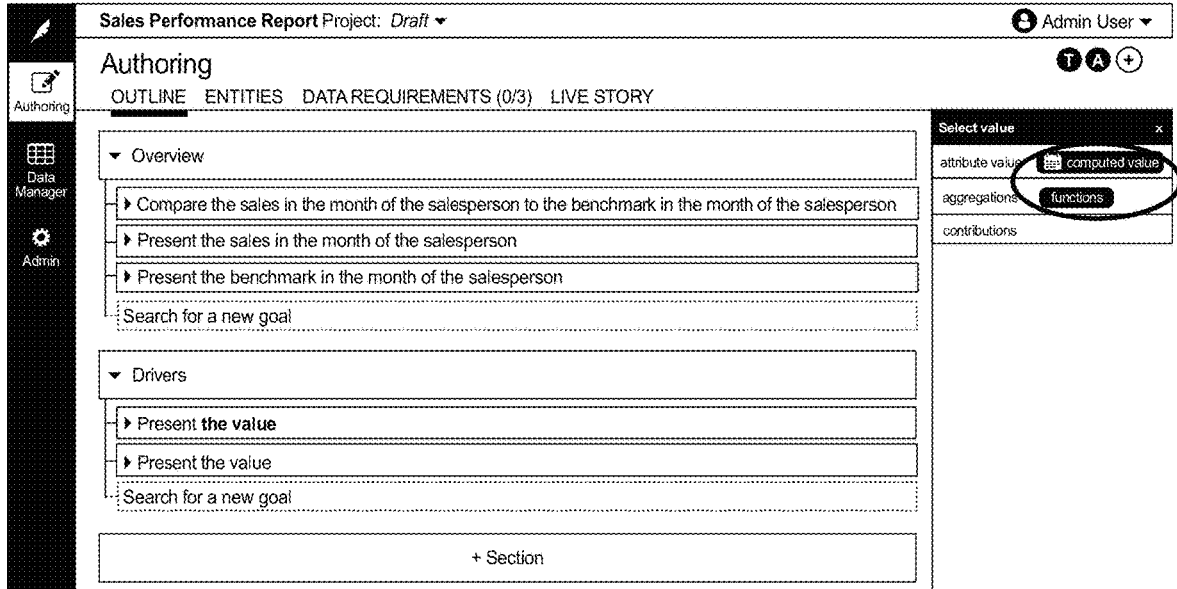 Sales Performance Report Project: Draft
Admin User
Authoring
T A +
OUTLINE ENTITIES DATA REQUIREMENTS (0/3) LIVE STORY
Authoring
Data
Manager
Admin
Overview
Compare the sales in the month of the salesperson to the benchmark in the month of the salesperson
Present the sales in the month of the salesperson
Present the benchmark in the month of the salesperson
Search for a new goal
Drivers
Present the value
Present the value
Search for a new goal
+ Section
Select value x
attribute value computed value
aggregations functions
contributions